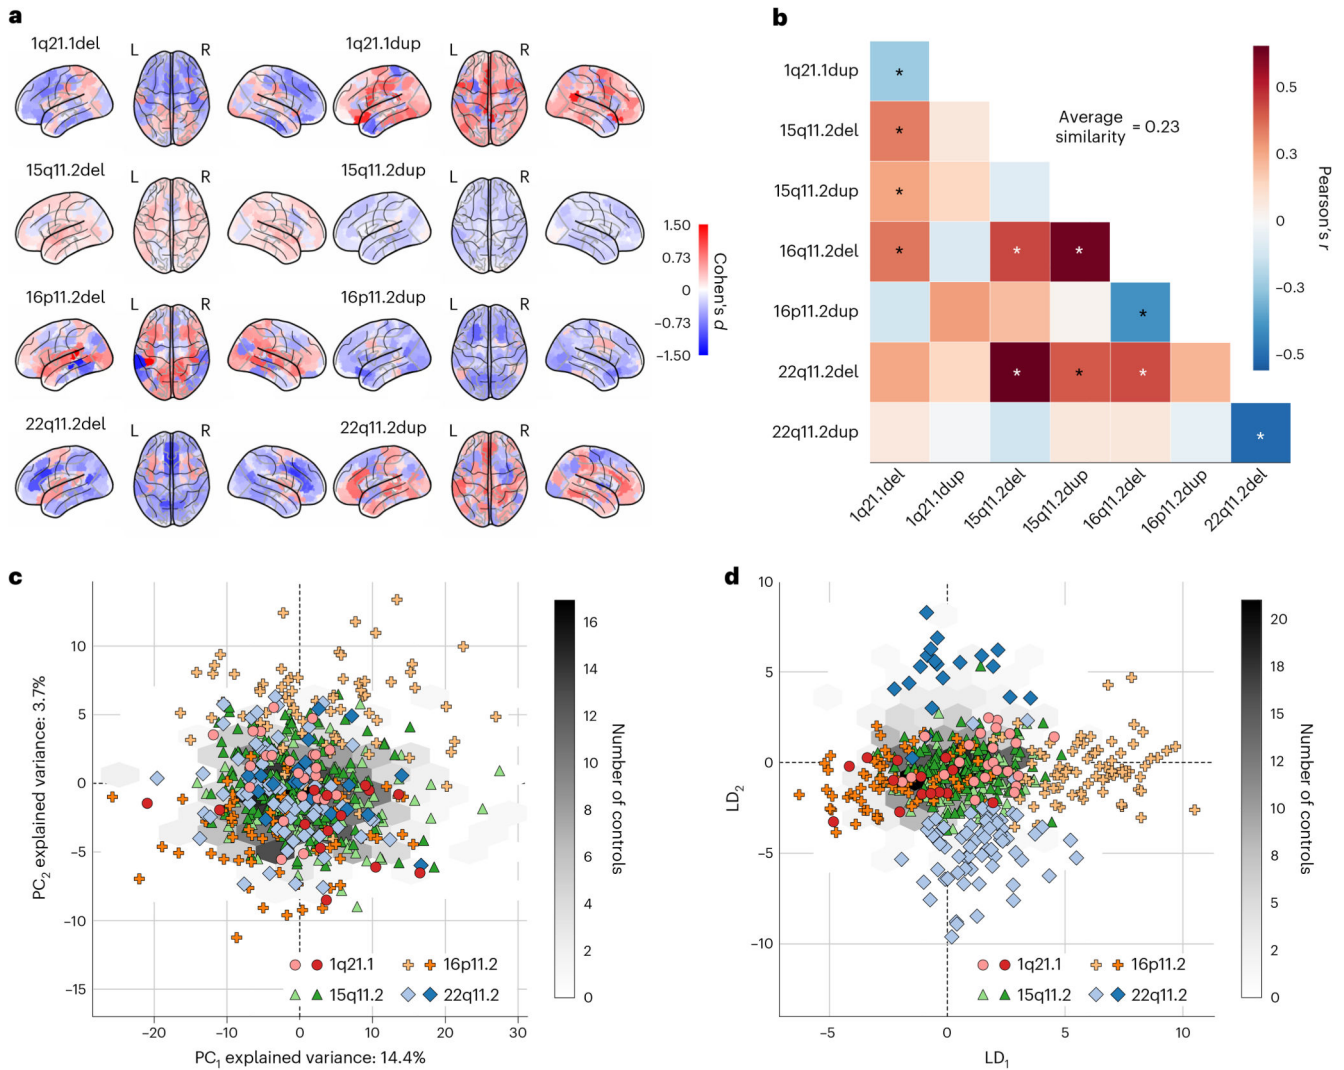 a
1q21.1del
L
R
1q21.1dup
L
R
15q11.2del
15q11.2dup
16p11.2del
16p11.2dup
22q11.2del
L
R
22q11.2dup
L
R
1.50
0.73
0
−0.73
−1.50
Cohen's d
b
1q21.1dup
15q11.2del
15q11.2dup
16q11.2del
16p11.2dup
22q11.2del
22q11.2dup
*
*
*
* * *
*
* * *
*
Average
similarity = 0.23
1q21.1del
1q21.1dup
15q11.2del
15q11.2dup
16q11.2del
16p11.2dup
22q11.2del
0.5
0.3
0
−0.3
−0.5
Pearson's r
c
PC2 explained variance: 3.7%
10
5
0
−5
−10
−15
−20
−10
0
10
20
30
PC1 explained variance: 14.4%
1q21.1
16p11.2
15q11.2
22q11.2
16
14
12
10
8
6
4
2
0
Number of controls
d
LD2
10
5
0
−5
−10
−5
0
5
10
LD1
1q21.1
16p11.2
15q11.2
22q11.2
20
18
15
12
10
8
5
2
0
Number of controls